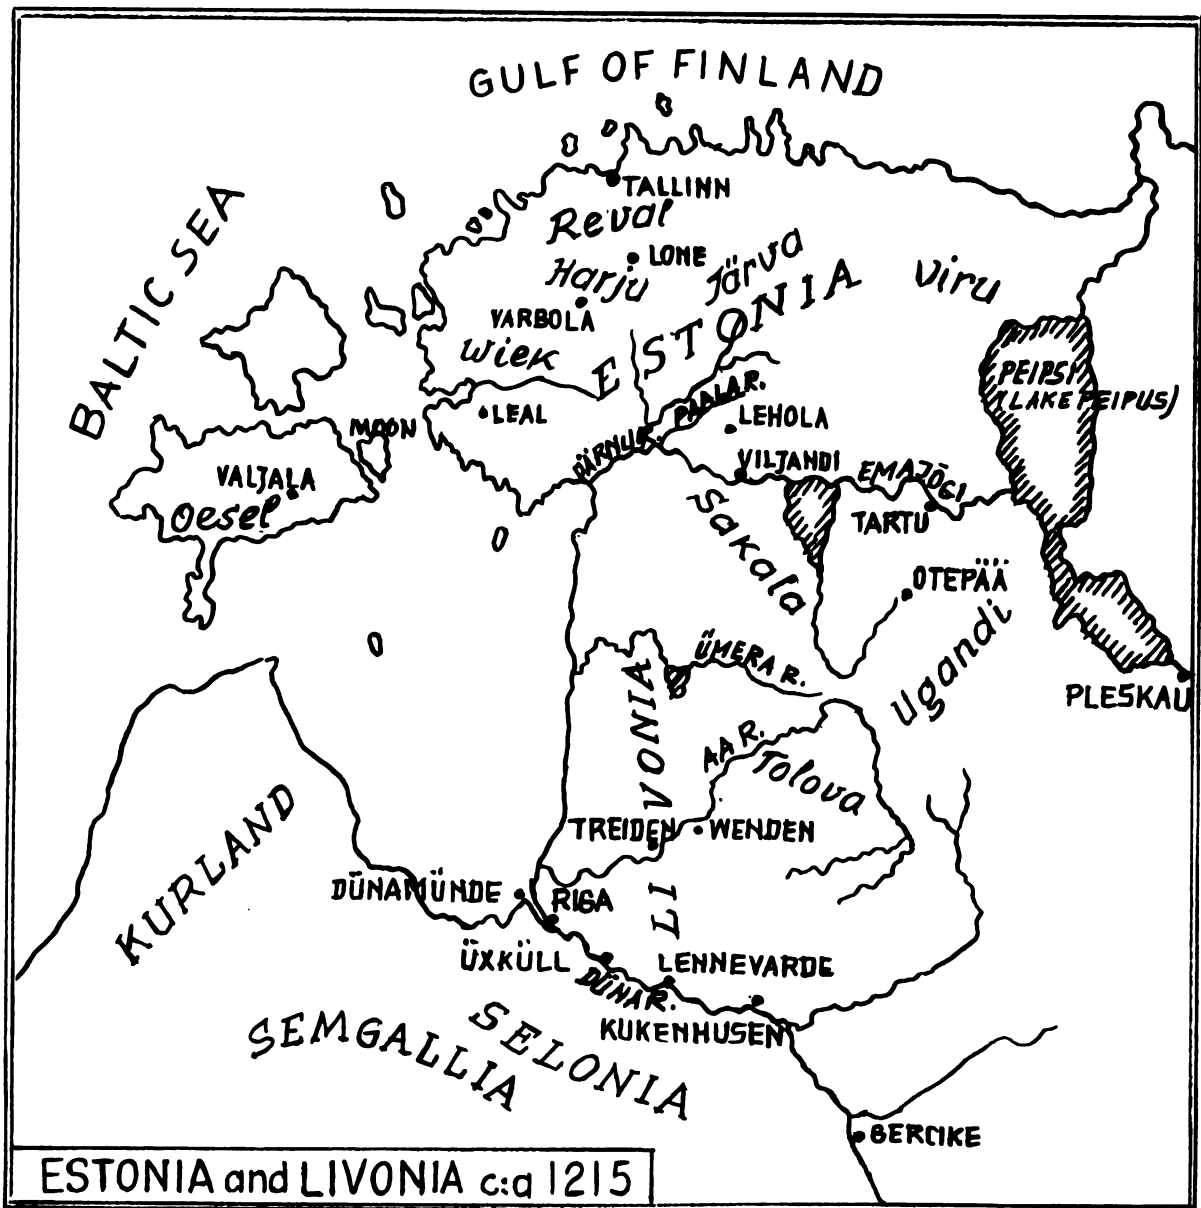 GULF OF FINLAND
BALTIC SEA
TALLINN
Reval
LONE
Harju
Järva
VARBOLA
ESTONIA
Viru
Wiek
PEIPSI
(LAKE PEIPUS)
PAALA R.
LEAL
LEHOLA
MOON
PÄRNU
VILJANDI
EMAJÕGI
VALJALA
Oesel
Sakala
TARTU
OTEPÄÄ
Ugandi
ÜMERA R.
PLESKAU
LIVONIA
AA R.
Tolova
KURLAND
TREIDEN
WENDEN
DÜNAMÜNDE
RIGA
ÜXKÜLL
LENNEVARDE
DÜNA R.
KUKENHUSEN
SELONIA
SEMGALLIA
ESTONIA and LIVONIA c:a 1215